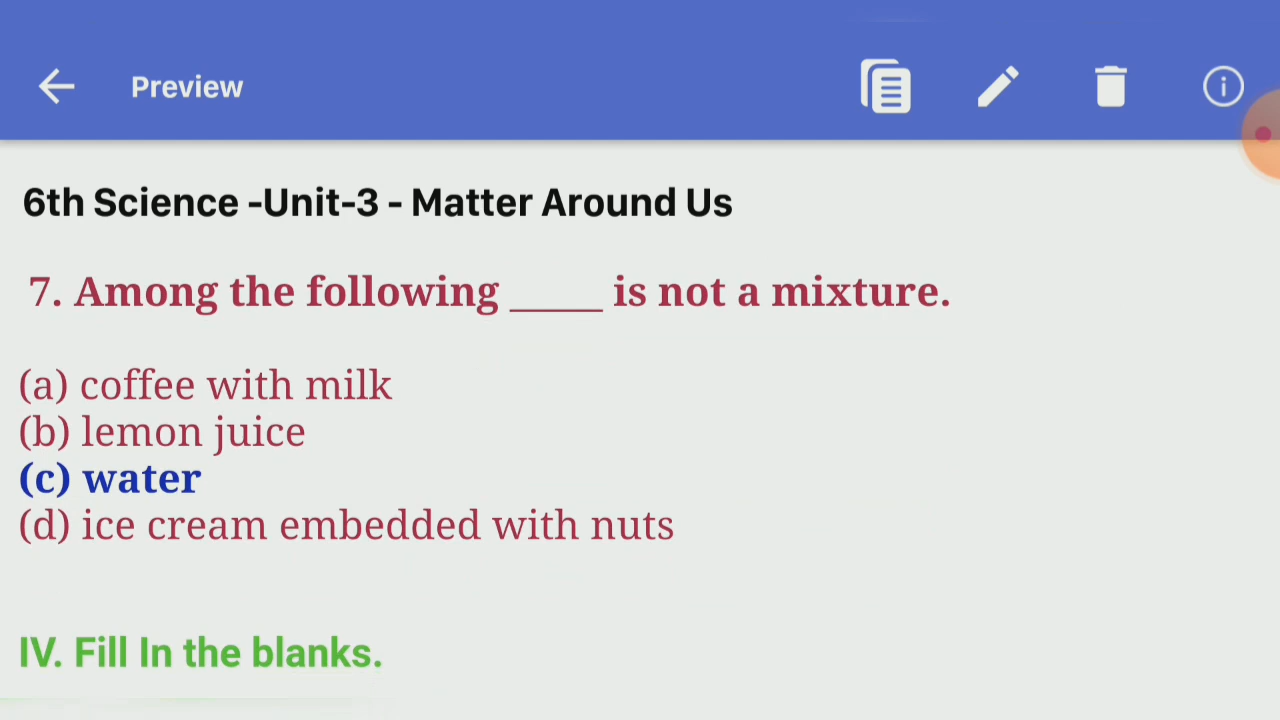 Preview
6th Science -Unit-3 - Matter Around Us
7. Among the following _____ is not a mixture.
(a) coffee with milk
(b) lemon juice
(c) water
(d) ice cream embedded with nuts
IV. Fill In the blanks.